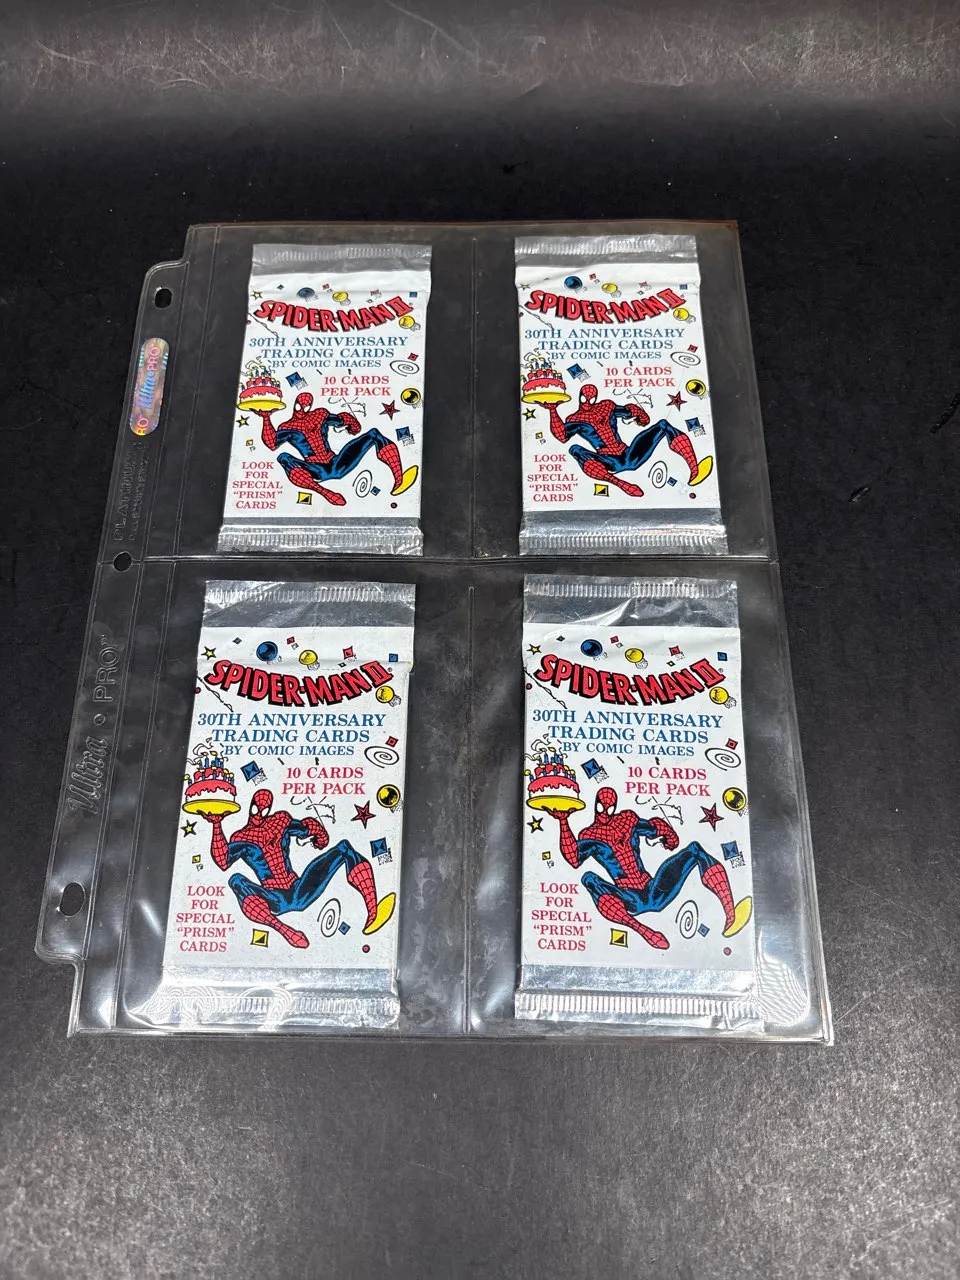 SPIDER-MAN II
30TH ANNIVERSARY
TRADING CARDS
BY COMIC IMAGES
10 CARDS
PER PACK
LOOK
FOR
SPECIAL
"PRISM"
CARDS
SPIDER-MAN II
30TH ANNIVERSARY
TRADING CARDS
BY COMIC IMAGES
10 CARDS
PER PACK
LOOK
FOR
SPECIAL
"PRISM"
CARDS
Ultra PRO
PLATINUM
Ultra • PRO™
SPIDER-MAN II®
30TH ANNIVERSARY
TRADING CARDS
BY COMIC IMAGES
10 CARDS
PER PACK
LOOK
FOR
SPECIAL
"PRISM"
CARDS
SPIDER-MAN II®
30TH ANNIVERSARY
TRADING CARDS
BY COMIC IMAGES
10 CARDS
PER PACK
LOOK
FOR
SPECIAL
"PRISM"
CARDS